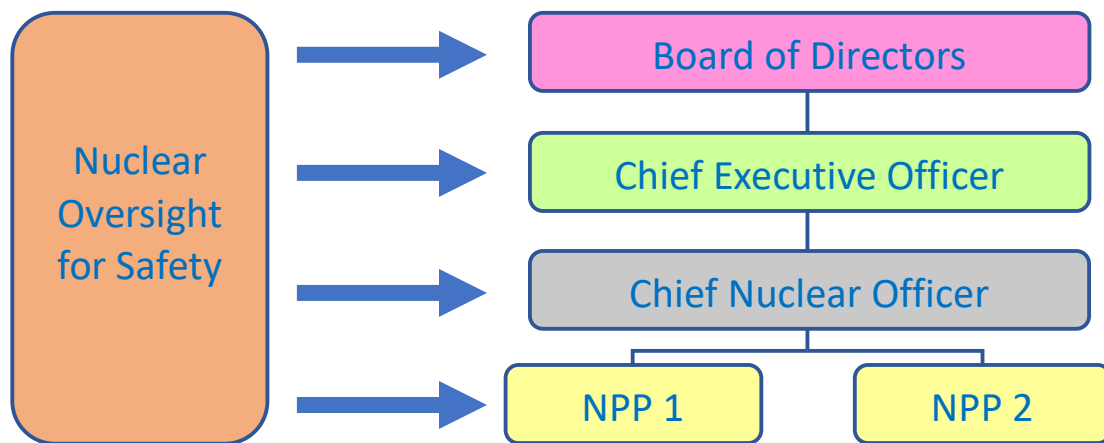 Nuclear
Oversight
for Safety
Board of Directors
Chief Executive Officer
Chief Nuclear Officer
NPP 1
NPP 2